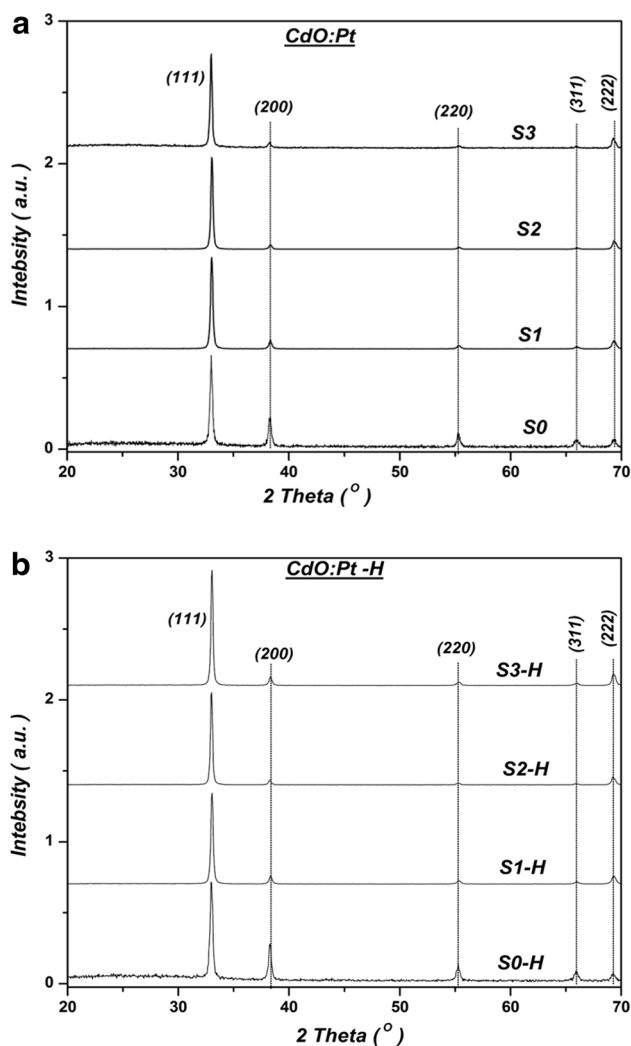 a
CdO:Pt
(111)
(200)
(220)
(311)
(222)
S3
S2
S1
S0
Intebsity ( a.u. )
3
2
1
0
20 30 40 50 60 70
2 Theta ( O )
b
CdO:Pt -H
(111)
(200)
(220)
(311)
(222)
S3-H
S2-H
S1-H
S0-H
Intebsity ( a.u. )
3
2
1
0
20 30 40 50 60 70
2 Theta ( O )